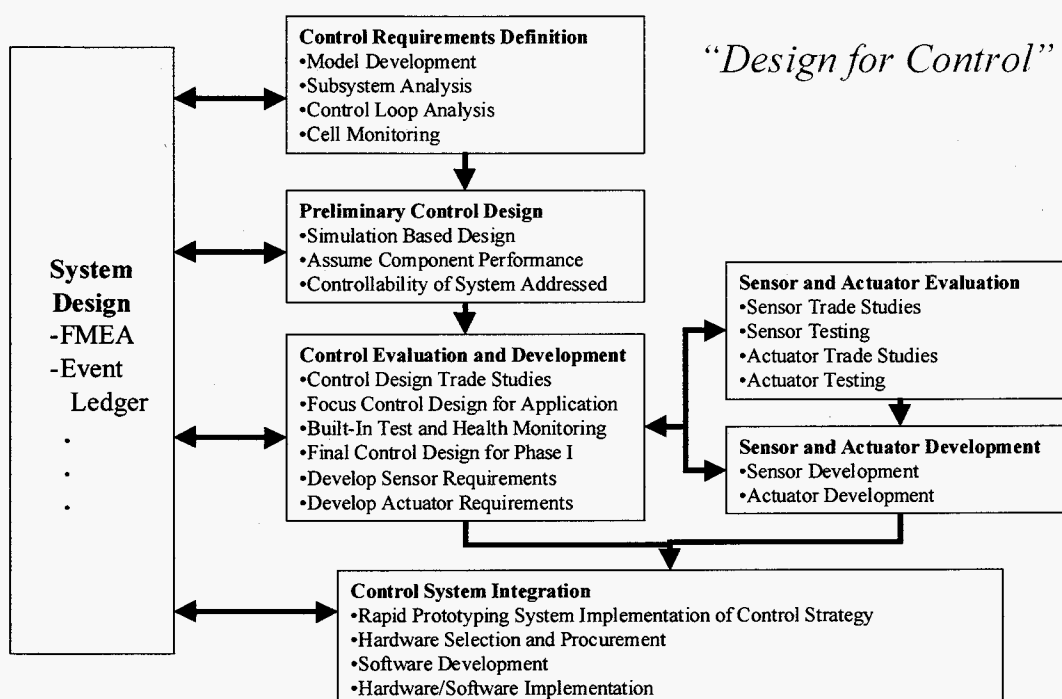 "Design for Control"
Control Requirements Definition
•Model Development
•Subsystem Analysis
•Control Loop Analysis
•Cell Monitoring
Preliminary Control Design
•Simulation Based Design
•Assume Component Performance
•Controllability of System Addressed
System
Design
-FMEA
-Event
Ledger
.
.
.
Control Evaluation and Development
•Control Design Trade Studies
•Focus Control Design for Application
•Built-In Test and Health Monitoring
•Final Control Design for Phase I
•Develop Sensor Requirements
•Develop Actuator Requirements
Sensor and Actuator Evaluation
•Sensor Trade Studies
•Sensor Testing
•Actuator Trade Studies
•Actuator Testing
Sensor and Actuator Development
•Sensor Development
•Actuator Development
Control System Integration
•Rapid Prototyping System Implementation of Control Strategy
•Hardware Selection and Procurement
•Software Development
•Hardware/Software Implementation